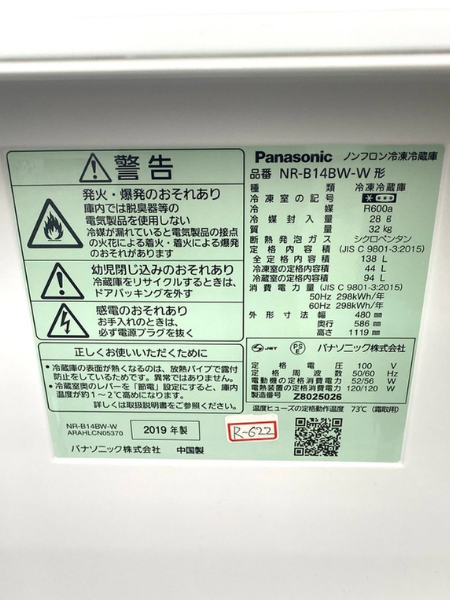 警告
発火・爆発のおそれあり
庫内では脱臭器等の
電気製品を使用しない
冷媒が漏れていると電気製品の接点
の火花による着火・着火による爆発
のおそれがあります
幼児閉じ込みのおそれあり
冷蔵庫をリサイクルするときは、
ドアパッキングを外す
感電のおそれあり
お手入れのときは、
必ず電源プラグを抜く
正しくお使いいただくために
•冷蔵庫の表面が熱くなるのは、放熱パイプで露付
防止をしているためで、異常ではありません。
•冷蔵室奥のレバーを「節電」設定にすると、庫内温
度が約1〜2℃高めになります。
詳しくは取扱説明書をご覧ください。
NR-B14BW-W
ARAHLCN05370
2019 年製
パナソニック株式会社
中国製
R-622
Panasonic ノンフロン冷凍冷蔵庫
品番 NR-B14BW-W 形
種類 冷凍冷蔵庫
冷凍室の記号
冷媒 R600a
冷媒封入量 28 g
質量 32 kg
断熱発泡ガス シクロペンタン
定格内容積 (JIS C 9801-3:2015)
全定格内容積 138 L
冷凍室の定格内容積 44 L
冷蔵室の定格内容積 94 L
消費電力量 (JIS C 9801-3:2015)
50Hz 298kWh/年
60Hz 298kWh/年
外形寸法 幅 480 mm
奥行 586 mm
高さ 1119 mm
JET PSE パナソニック株式会社
定格電圧 100 V
定格周波数 50/60 Hz
電動機の定格消費電力 52/56 W
電熱装置の定格消費電力 120/120 W
製造番号 Z8025026
温度ヒューズの定格動作温度 73℃ (霜取用)